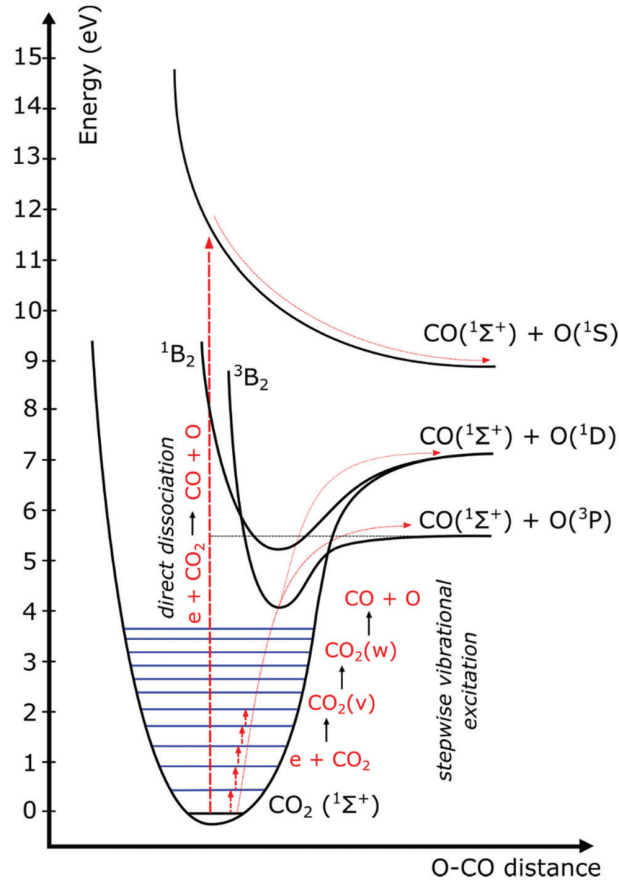 Energy (eV)
15
14
13
12
11
10
9
8
7
6
5
4
3
2
1
0
CO(¹Σ⁺) + O(¹S)
¹B₂
³B₂
CO(¹Σ⁺) + O(¹D)
CO(¹Σ⁺) + O(³P)
direct dissociation
e + CO₂ → CO + O
CO + O
CO₂(w)
CO₂(v)
e + CO₂
stepwise vibrational
excitation
CO₂ (¹Σ⁺)
O-CO distance